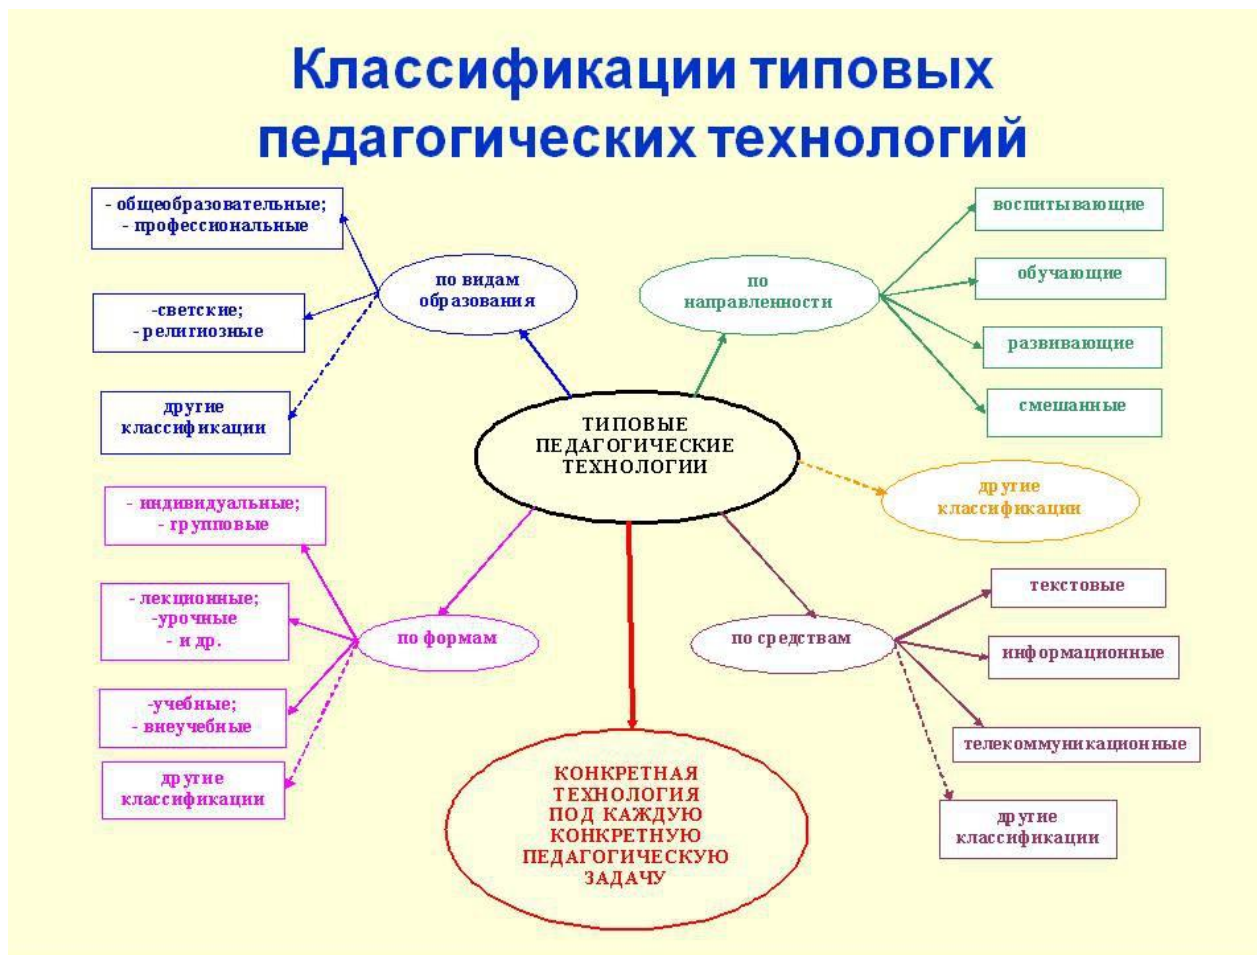 Классификации типовых
педагогических технологий
- общеобразовательные;
- профессиональные
-светские;
- религиозные
другие
классификации
по видам
образования
по
направленности
воспитывающие
обучающие
развивающие
смешанные
ТИПОВЫЕ
ПЕДАГОГИЧЕСКИЕ
ТЕХНОЛОГИИ
другие
классификации
- индивидуальные;
- групповые
- лекционные;
-урочные
- и др.
-учебные;
- внеучебные
другие
классификации
по формам
по средствам
текстовые
информационные
телекоммуникационные
другие
классификации
КОНКРЕТНАЯ
ТЕХНОЛОГИЯ
ПОД КАЖДУЮ
КОНКРЕТНУЮ
ПЕДАГОГИЧЕСКУЮ
ЗАДАЧУ